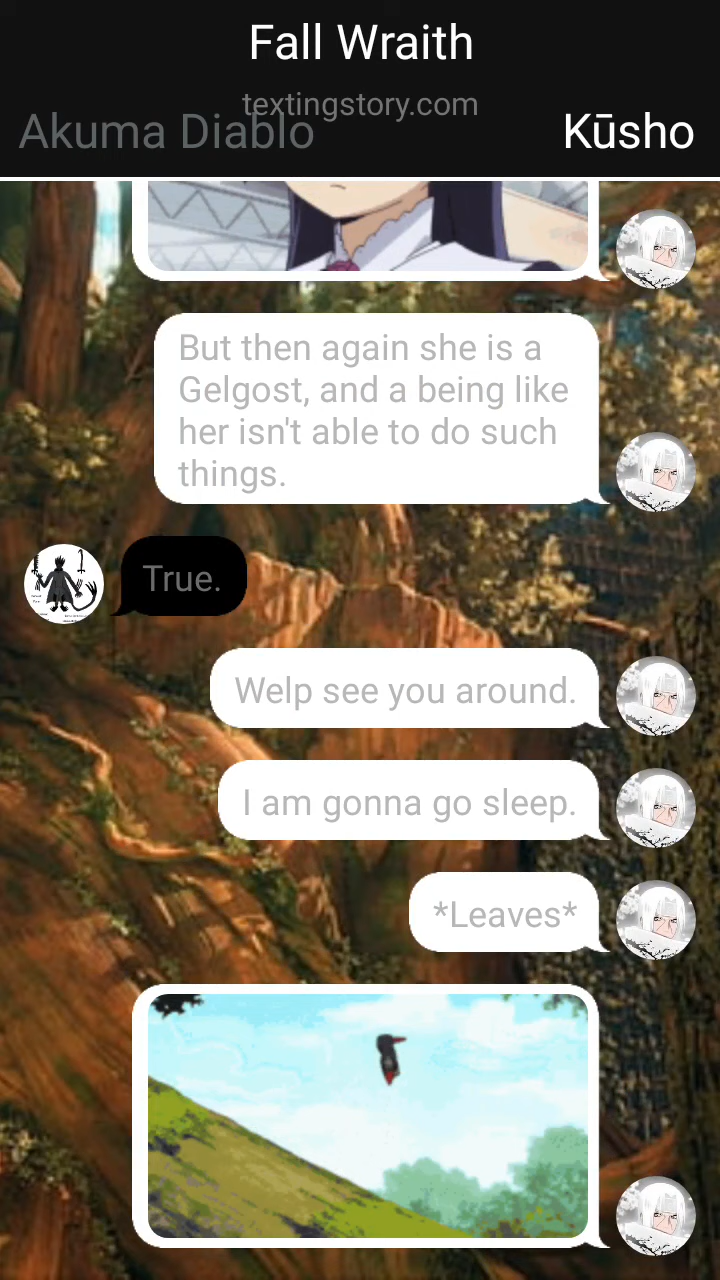 Fall Wraith
textingstory.com
Akuma Diablo
Kūsho
But then again she is a
Gelgost, and a being like
her isn't able to do such
things.
True.
Welp see you around.
I am gonna go sleep.
*Leaves*